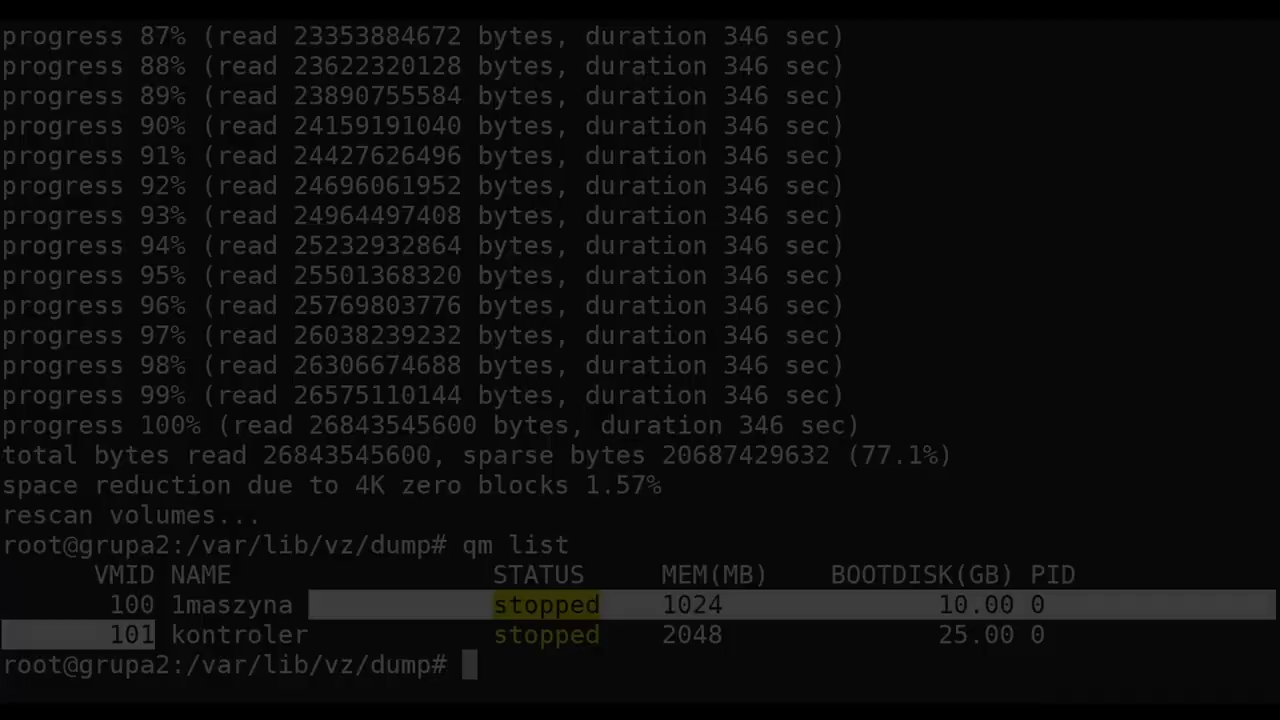 progress 87% (read 23353884672 bytes, duration 346 sec)
progress 88% (read 23622320128 bytes, duration 346 sec)
progress 89% (read 23890755584 bytes, duration 346 sec)
progress 90% (read 24159191040 bytes, duration 346 sec)
progress 91% (read 24427626496 bytes, duration 346 sec)
progress 92% (read 24696061952 bytes, duration 346 sec)
progress 93% (read 24964497408 bytes, duration 346 sec)
progress 94% (read 25232932864 bytes, duration 346 sec)
progress 95% (read 25501368320 bytes, duration 346 sec)
progress 96% (read 25769803776 bytes, duration 346 sec)
progress 97% (read 26038239232 bytes, duration 346 sec)
progress 98% (read 26306674688 bytes, duration 346 sec)
progress 99% (read 26575110144 bytes, duration 346 sec)
progress 100% (read 26843545600 bytes, duration 346 sec)
total bytes read 26843545600, sparse bytes 20687429632 (77.1%)
space reduction due to 4K zero blocks 1.57%
rescan volumes...
root@grupa2:/var/lib/vz/dump# qm list
VMID NAME STATUS MEM(MB) BOOTDISK(GB) PID
100 1maszyna stopped 1024 10.00 0
101 kontroler stopped 2048 25.00 0
root@grupa2:/var/lib/vz/dump#